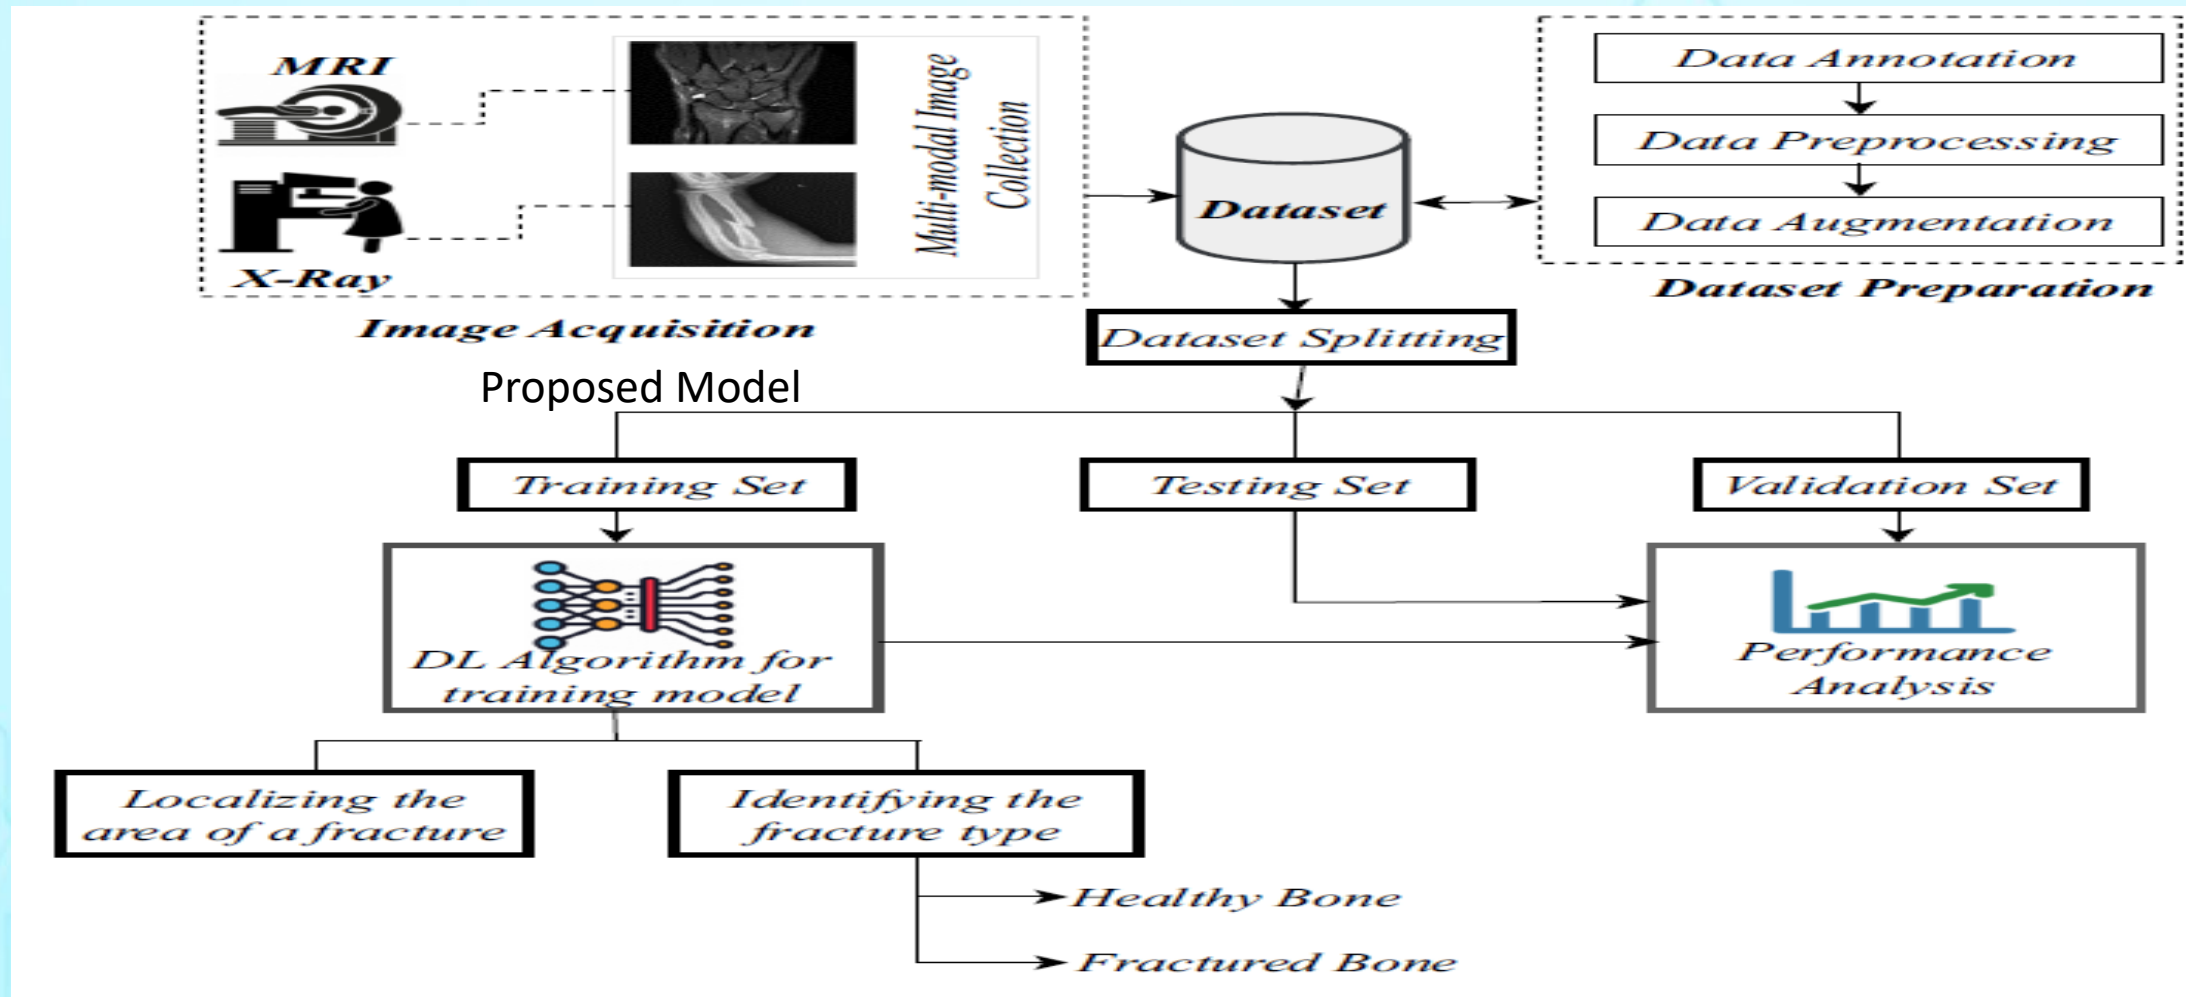 MRI
X-Ray
Multi-modal Image
Collection
Image Acquisition
Dataset
Data Annotation
Data Preprocessing
Data Augmentation
Dataset Preparation
Dataset Splitting
Proposed Model
Training Set
Testing Set
Validation Set
DL Algorithm for
training model
Performance
Analysis
Localizing the
area of a fracture
Identifying the
fracture type
Healthy Bone
Fractured Bone